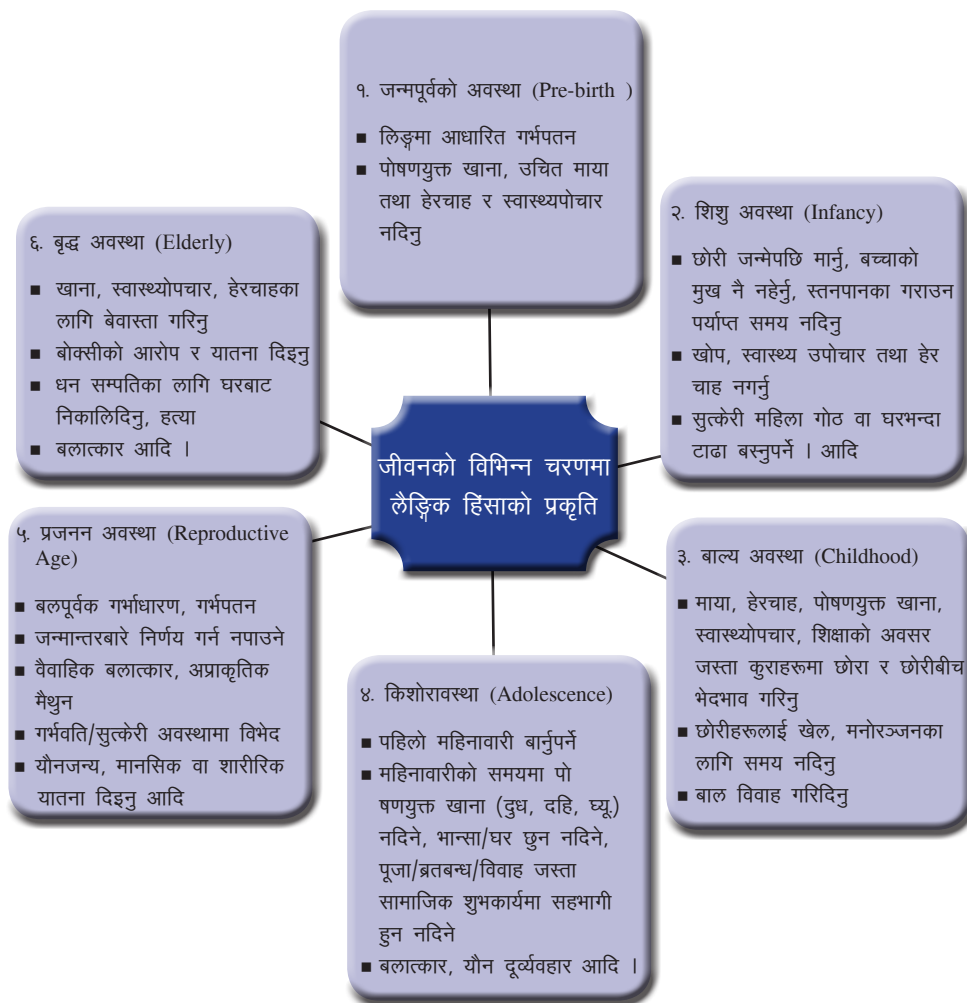 १. जन्मपूर्वको अवस्था (Pre-birth )
■ लिङ्गमा आधारित गर्भपतन
■ पोषणयुक्त खाना, उचित माया
तथा हेरचाह र स्वास्थ्यपोचार
नदिनु
२. शिशु अवस्था (Infancy)
■ छोरी जन्मेपछि मार्नु, बच्चाको
मुख नै नहेर्नु, स्तनपानका गराउन
पर्याप्त समय नदिनु
■ खोप, स्वास्थ्य उपोचार तथा हेर
चाह नगर्नु
■ सुत्केरी महिला गोठ वा घरभन्दा
टाढा बस्नुपर्ने । आदि
३. बाल्य अवस्था (Childhood)
■ माया, हेरचाह, पोषणयुक्त खाना,
स्वास्थ्योपचार, शिक्षाको अवसर
जस्ता कुराहरूमा छोरा र छोरीबीच
भेदभाव गरिनु
■ छोरीहरूलाई खेल, मनोरञ्जनका
लागि समय नदिनु
■ बाल विवाह गरिदिनु
४. किशोरावस्था (Adolescence)
■ पहिलो महिनावारी बार्नुपर्ने
■ महिनावारीको समयमा पो
षणयुक्त खाना (दुध, दहि, घ्यू)
नदिने, भान्सा/घर छुन नदिने,
पूजा/ब्रतबन्ध/विवाह जस्ता
सामाजिक शुभकार्यमा सहभागी
हुन नदिने
■ बलात्कार, यौन दूर्व्यवहार आदि ।
५. प्रजनन अवस्था (Reproductive
Age)
■ बलपूर्वक गर्भाधारण, गर्भपतन
■ जन्मान्तरबारे निर्णय गर्न नपाउने
■ वैवाहिक बलात्कार, अप्राकृतिक
मैथुन
■ गर्भवति/सुत्केरी अवस्थामा विभेद
■ यौनजन्य, मानसिक वा शारीरिक
यातना दिइनु आदि
६. बृद्ध अवस्था (Elderly)
■ खाना, स्वास्थ्योपचार, हेरचाहका
लागि बेवास्ता गरिनु
■ बोक्सीको आरोप र यातना दिइनु
■ धन सम्पतिका लागि घरबाट
निकालिदिनु, हत्या
■ बलात्कार आदि ।
जीवनको विभिन्न चरणमा
लैङ्गिक हिंसाको प्रकृति